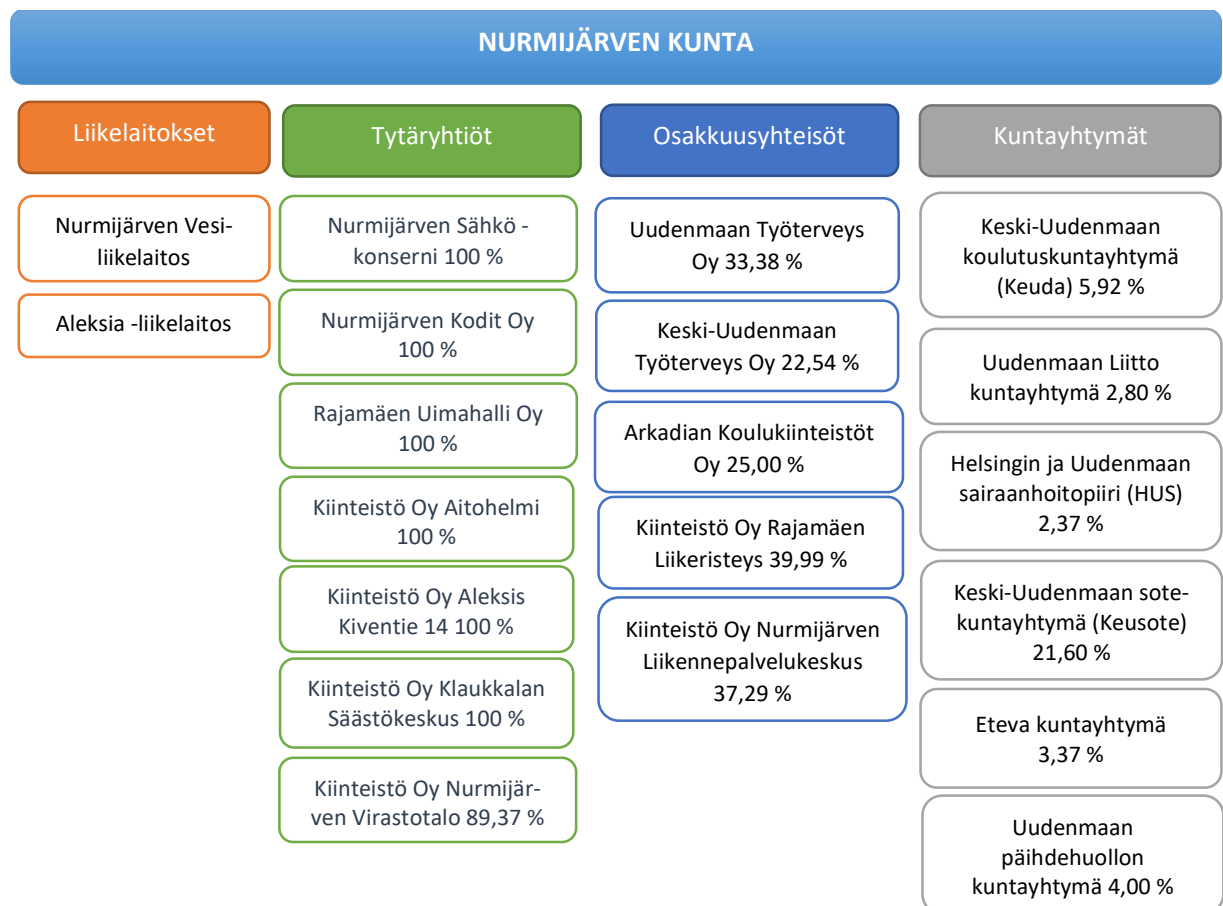 NURMIJÄRVEN KUNTA
Liikelaitokset
Nurmijärven Vesi-
liikelaitos
Aleksia -liikelaitos
Tytäryhtiöt
Nurmijärven Sähkö -
konserni 100 %
Nurmijärven Kodit Oy
100 %
Rajamäen Uimahalli Oy
100 %
Kiinteistö Oy Aitohelmi
100 %
Kiinteistö Oy Aleksis
Kiventie 14 100 %
Kiinteistö Oy Klaukkalan
Säästökeskus 100 %
Kiinteistö Oy Nurmijär-
ven Virastotalo 89,37 %
Osakkuusyhteisöt
Uudenmaan Työterveys
Oy 33,38 %
Keski-Uudenmaan
Työterveys Oy 22,54 %
Arkadian Koulukiinteistöt
Oy 25,00 %
Kiinteistö Oy Rajamäen
Liikeristeys 39,99 %
Kiinteistö Oy Nurmijärven
Liikennepalvelukeskus
37,29 %
Kuntayhtymät
Keski-Uudenmaan
koulutuskuntayhtymä
(Keuda) 5,92 %
Uudenmaan Liitto
kuntayhtymä 2,80 %
Helsingin ja Uudenmaan
sairaanhoitopiiri (HUS)
2,37 %
Keski-Uudenmaan sote-
kuntayhtymä (Keusote)
21,60 %
Eteva kuntayhtymä
3,37 %
Uudenmaan
päihdehuollon
kuntayhtymä 4,00 %